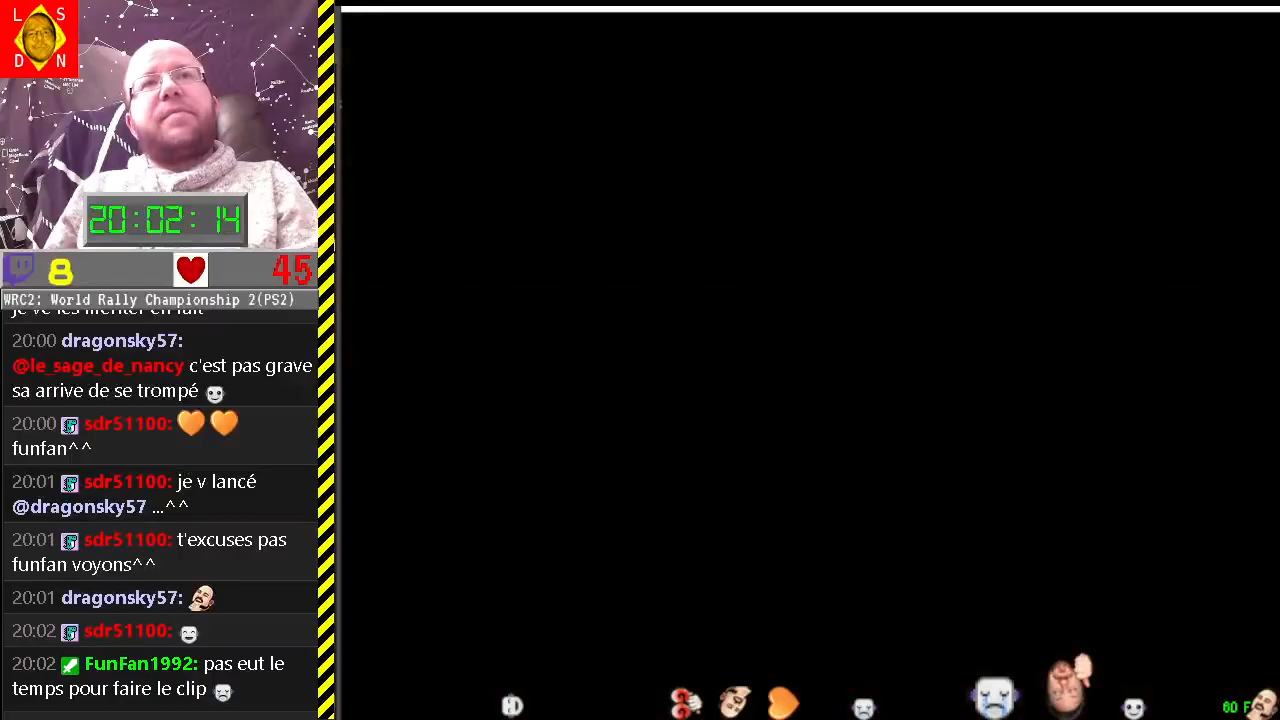 L S
D N
20:02:14
8
45
WRC2: World Rally Championship 2(PS2)
20:00 dragonsky57:
@le_sage_de_nancy c'est pas grave
sa arrive de se trompé
20:00 sdr51100:
funfan^^
20:01 sdr51100: je v lancé
@dragonsky57 ...^^
20:01 sdr51100: t'excuses pas
funfan voyons^^
20:01 dragonsky57:
20:02 sdr51100:
20:02 FunFan1992: pas eut le
temps pour faire le clip
60 F